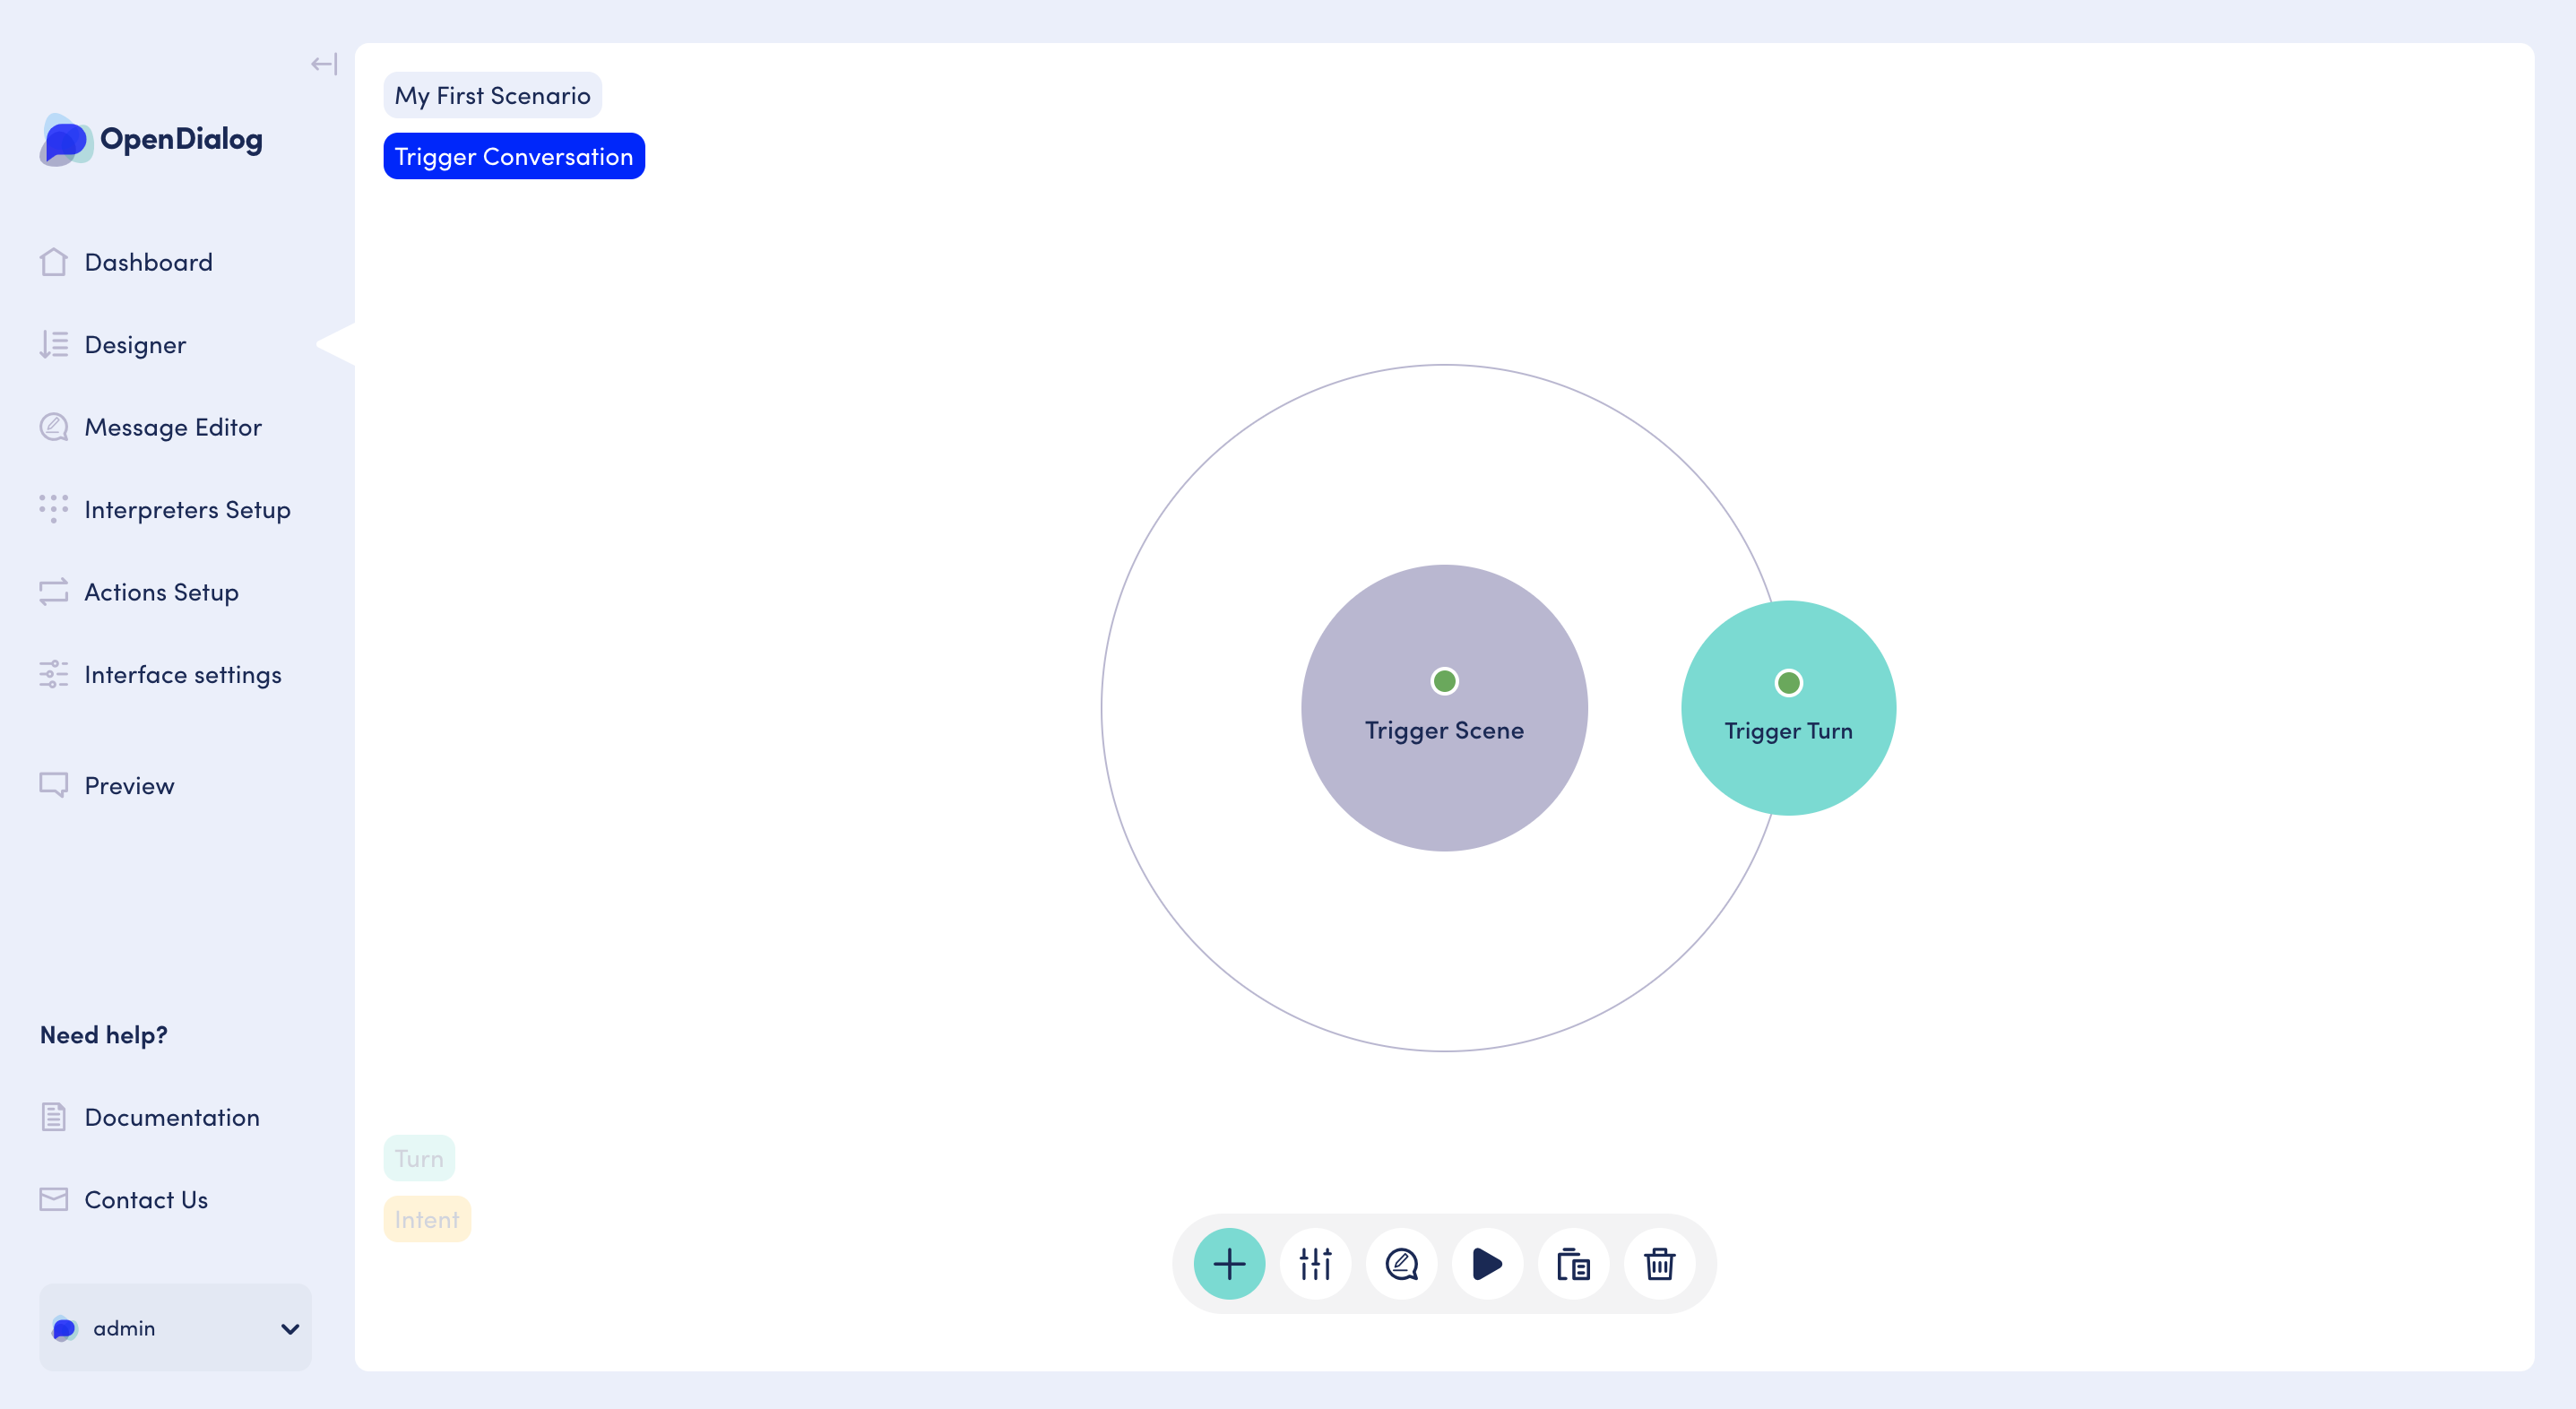 OpenDialog
Dashboard
Designer
Message Editor
Interpreters Setup
Actions Setup
Interface settings
Preview
Need help?
Documentation
Contact Us
admin
My First Scenario
Trigger Conversation
Trigger Scene
Trigger Turn
Turn
Intent